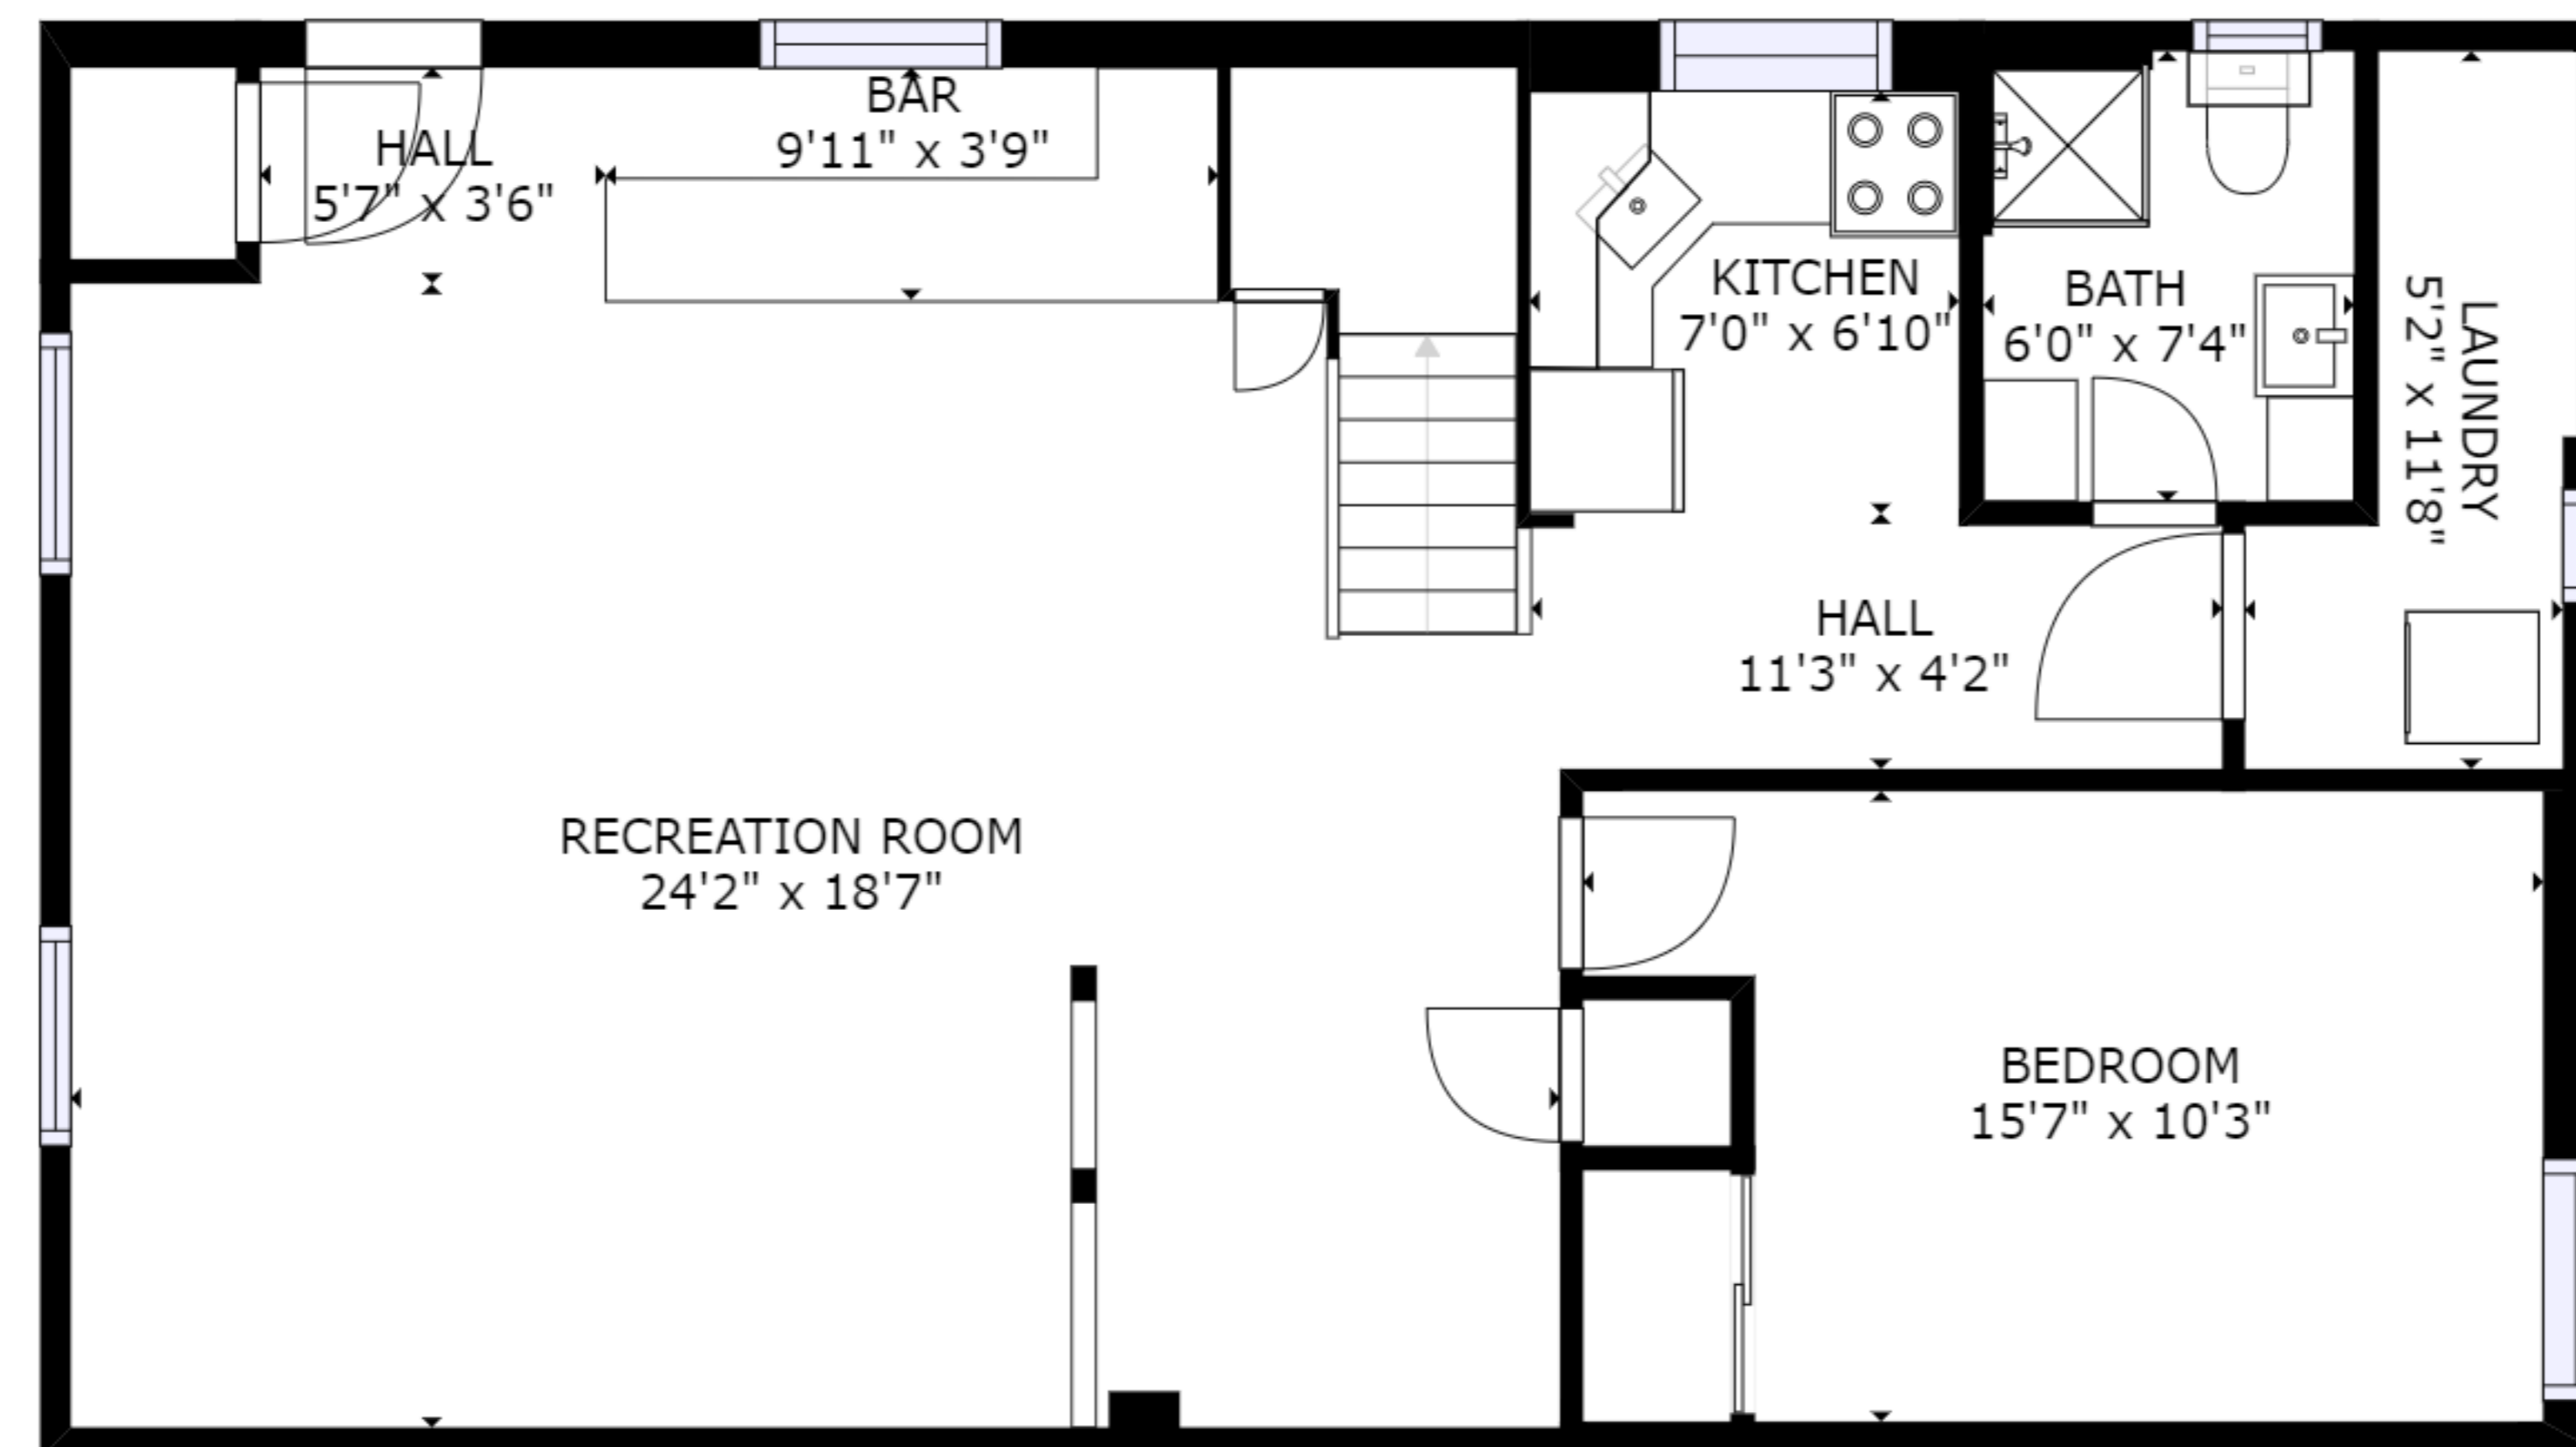 BAR
9'11" x 3'9"
HALL
5'7" x 3'6"
KITCHEN
7'0" x 6'10"
BATH
6'0" x 7'4"
LAUNDRY
5'2" x 11'8"
HALL
11'3" x 4'2"
RECREATION ROOM
24'2" x 18'7"
BEDROOM
15'7" x 10'3"